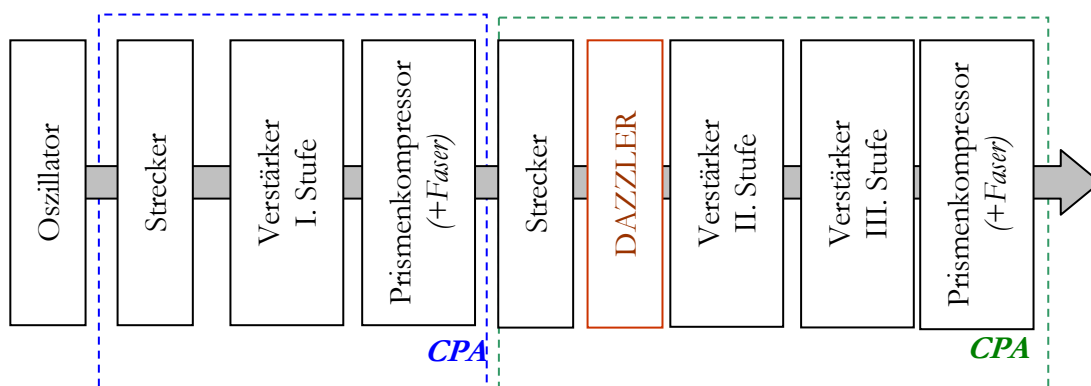 Oszillator
Strecker
Verstärker
I. Stufe
Prismenkompressor
(+Faser)
CPA
Strecker
DAZZLER
Verstärker
II. Stufe
Verstärker
III. Stufe
Prismenkompressor
(+Faser)
CPA